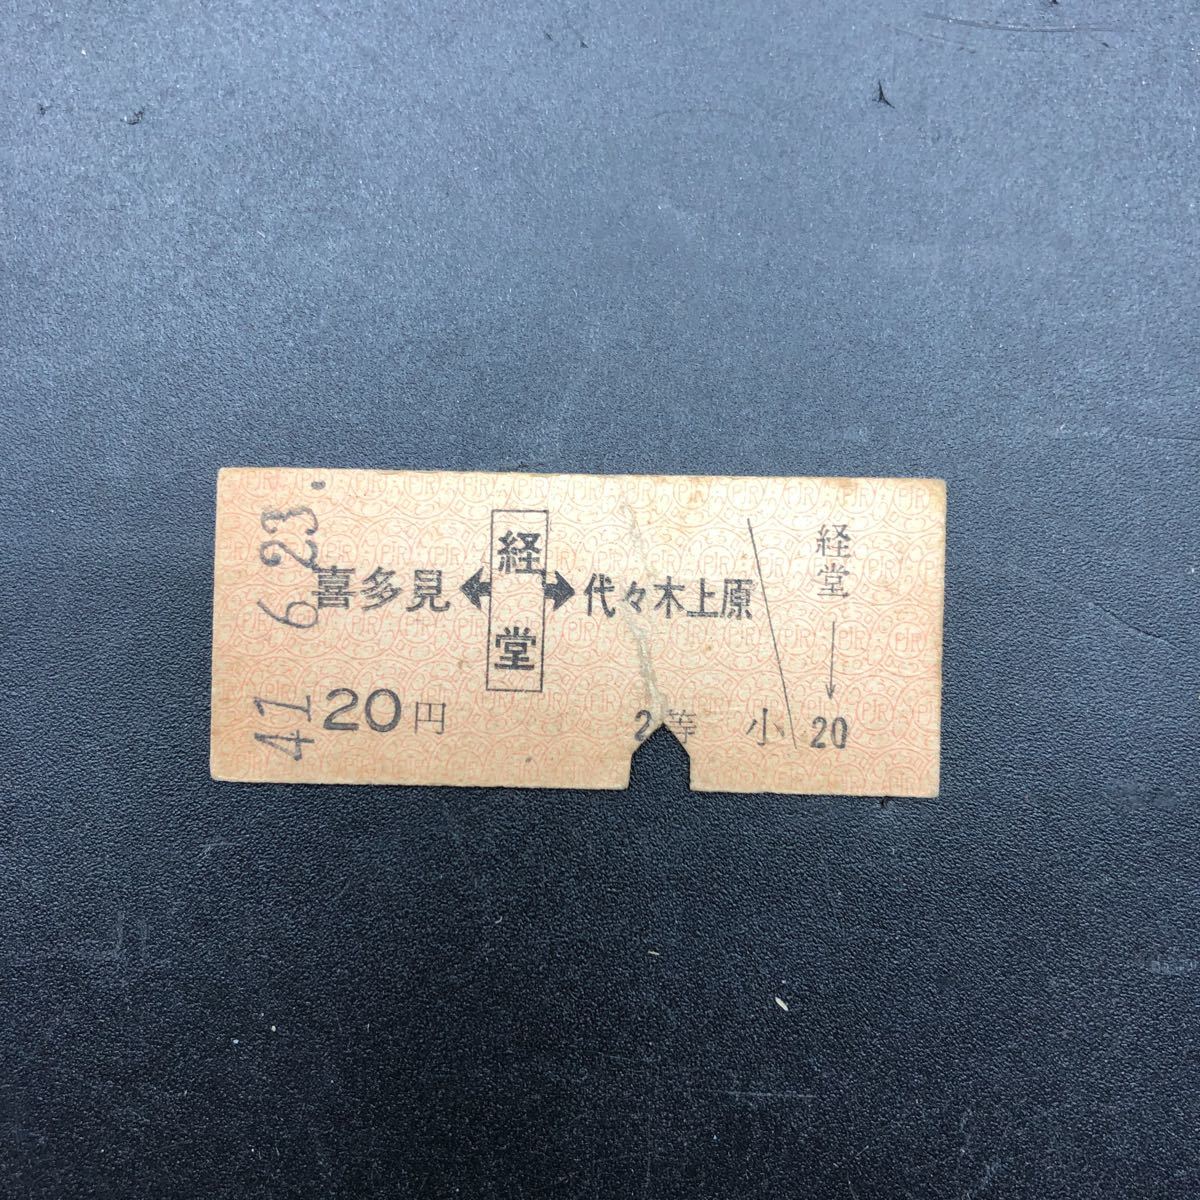 41. 6. 23.
喜多見 ↔ 経堂 ↔ 代々木上原
20円 2等 小
経堂 → 20